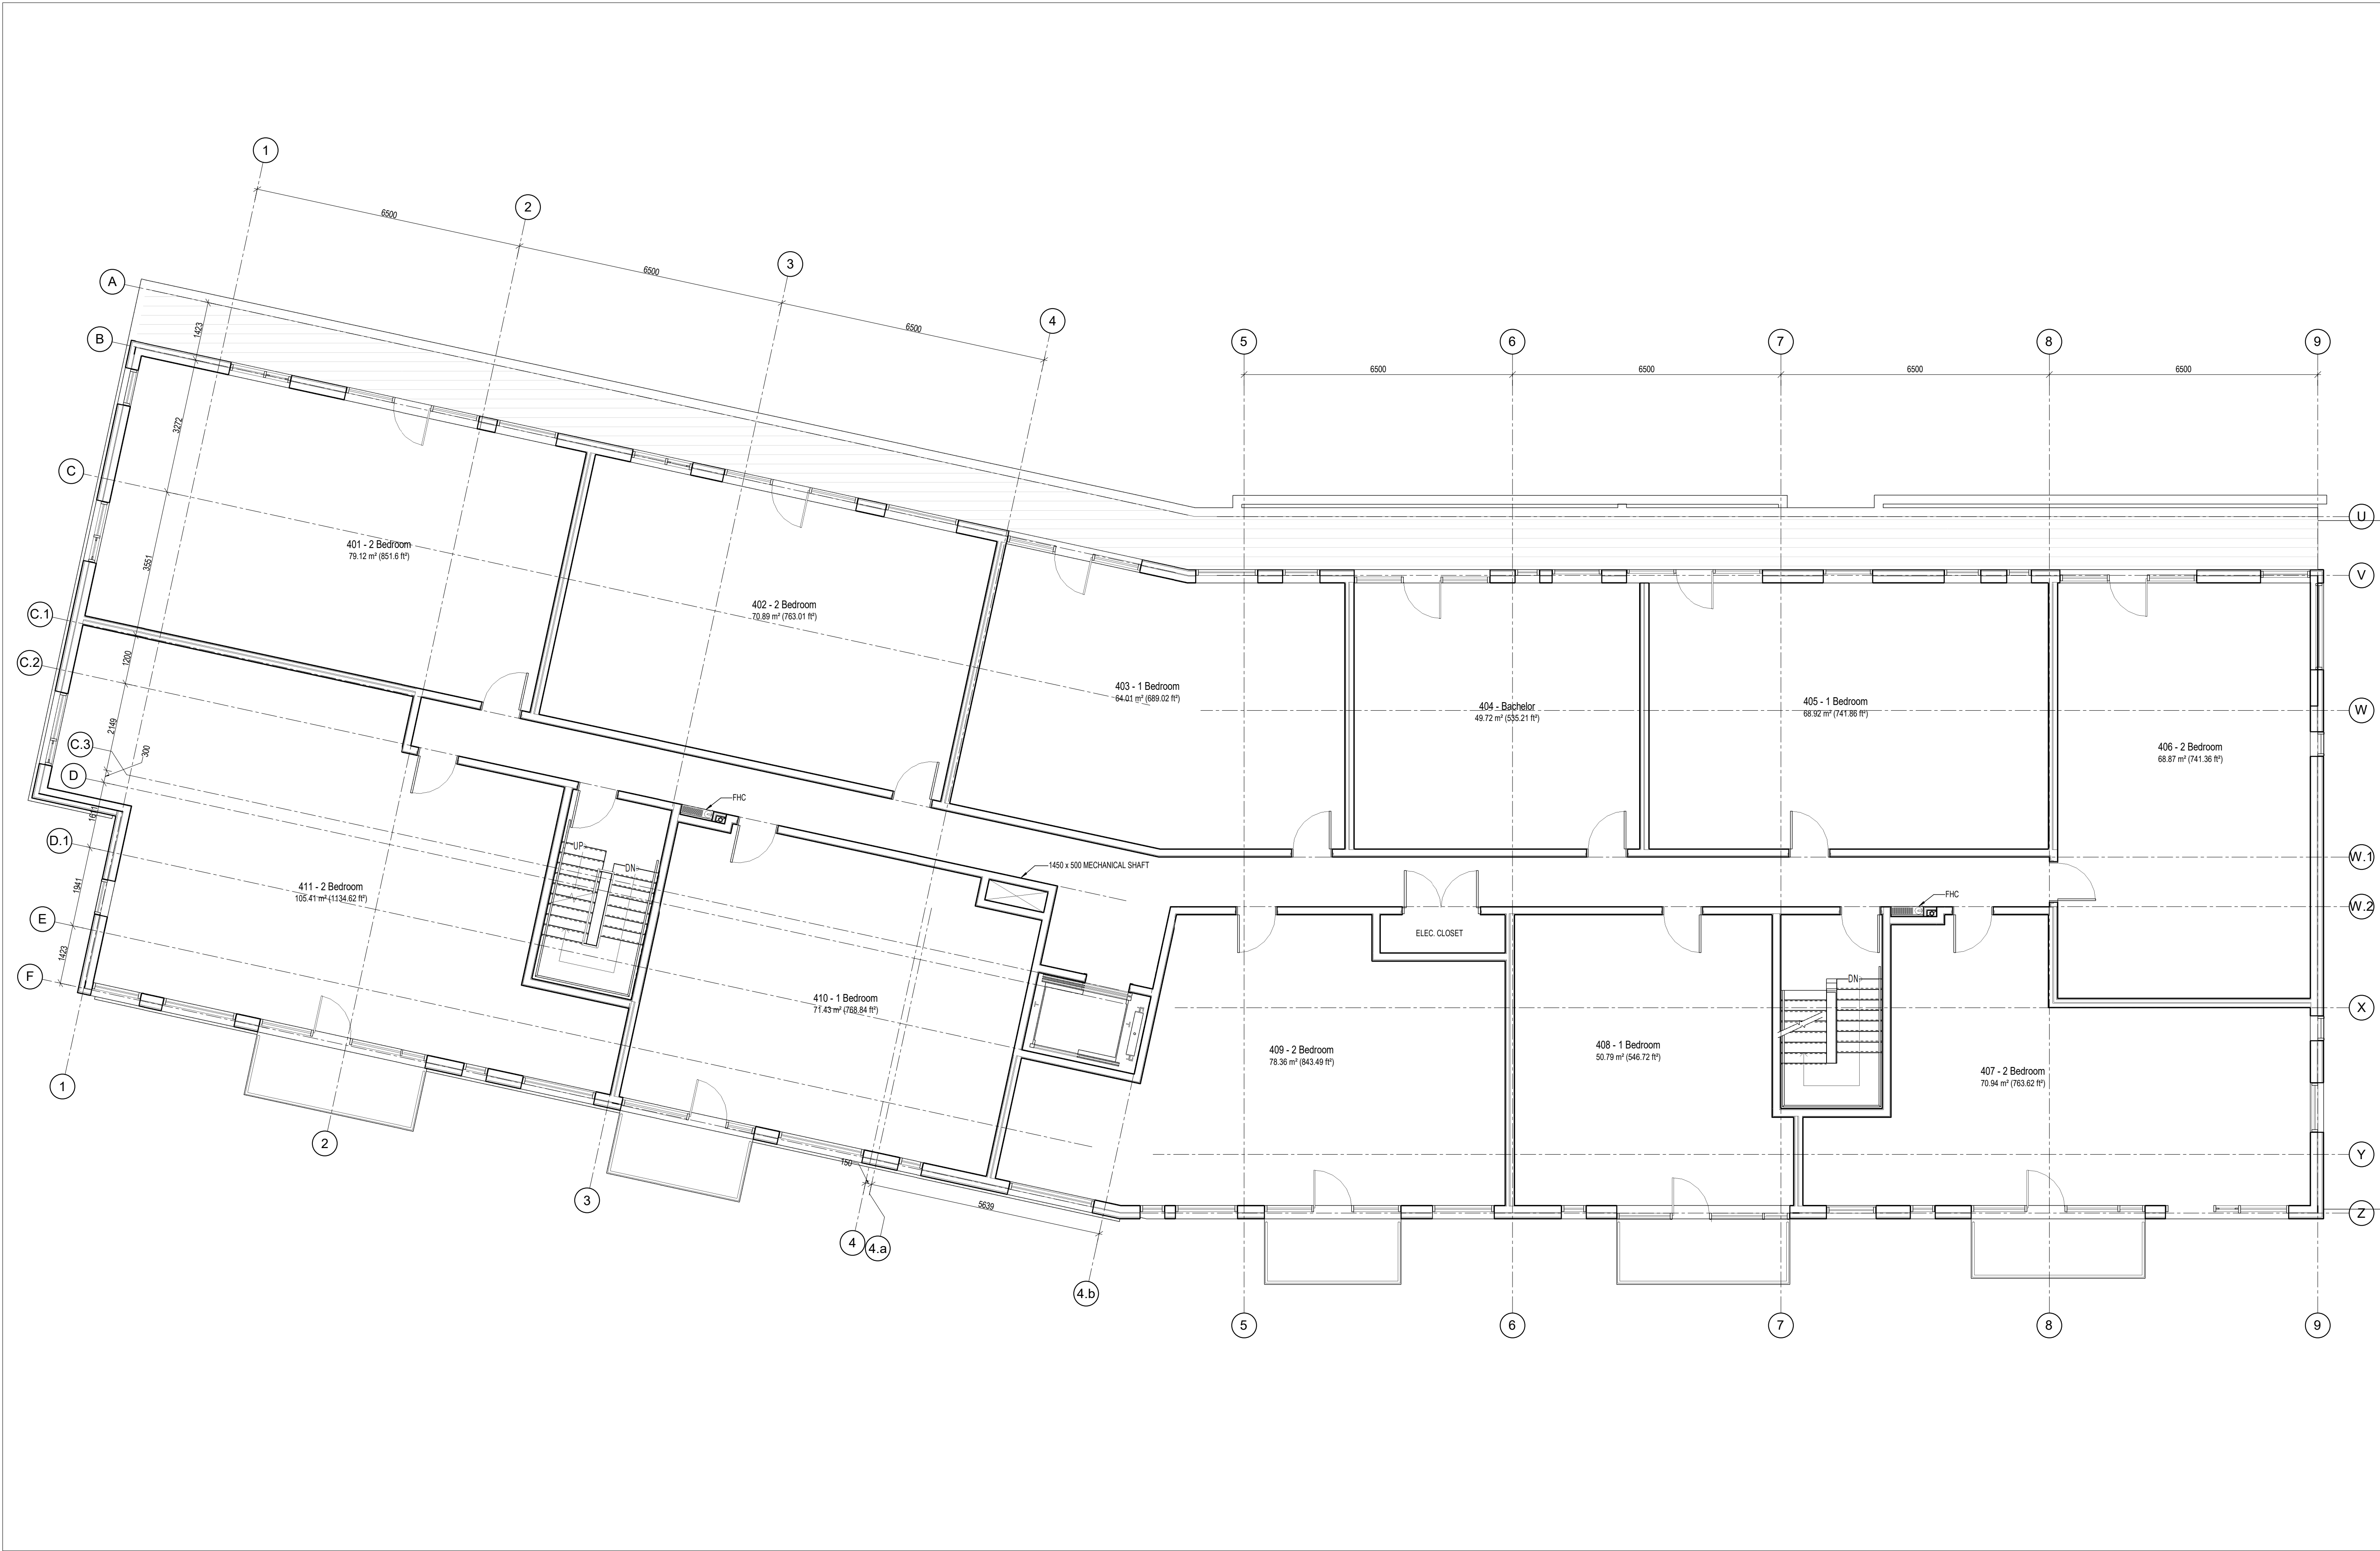 1
2
3
4
6500
6500
6500
A
B
C
C.1
C.2
C.3
D
D.1
E
F
1423
3272
3551
1200
2149
300
1941
1423
5
6
7
8
9
6500
6500
6500
6500
U
V
W
W.1
W.2
X
Y
Z
401 - 2 Bedroom
79.12 m² (851.6 ft²)
402 - 2 Bedroom
70.89 m² (763.01 ft²)
403 - 1 Bedroom
64.01 m² (689.02 ft²)
404 - Bachelor
49.72 m² (535.21 ft²)
405 - 1 Bedroom
68.92 m² (741.86 ft²)
406 - 2 Bedroom
68.87 m² (741.36 ft²)
FHC
UP
DN
1450 x 500 MECHANICAL SHAFT
FHC
ELEC. CLOSET
DN
411 - 2 Bedroom
105.41 m² (1134.62 ft²)
410 - 1 Bedroom
71.43 m² (768.84 ft²)
409 - 2 Bedroom
78.36 m² (843.49 ft²)
408 - 1 Bedroom
50.79 m² (546.72 ft²)
407 - 2 Bedroom
70.94 m² (763.62 ft²)
150
5639
1
2
3
4
4.a
4.b
5
6
7
8
9